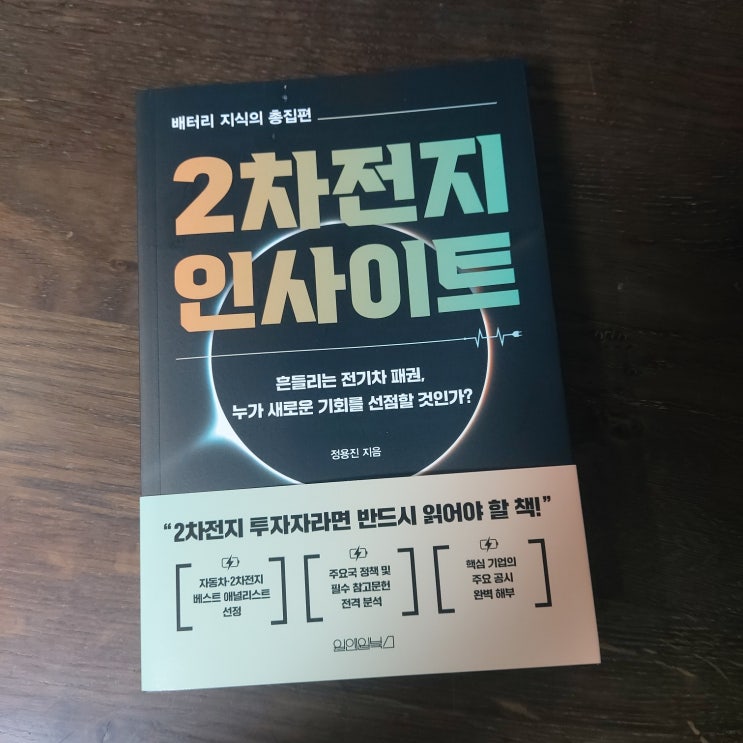 배터리 지식의 총집편
2차전지
인사이트
흔들리는 전기차 패권,
누가 새로운 기회를 선점할 것인가?
정용진 지음
“2차전지 투자자라면 반드시 읽어야 할 책!”
자동차·2차전지
베스트 애널리스트
선정
주요국 정책 및
필수 참고문헌
전격 분석
핵심 기업의
주요 공시
완벽 해부
원앤원북스